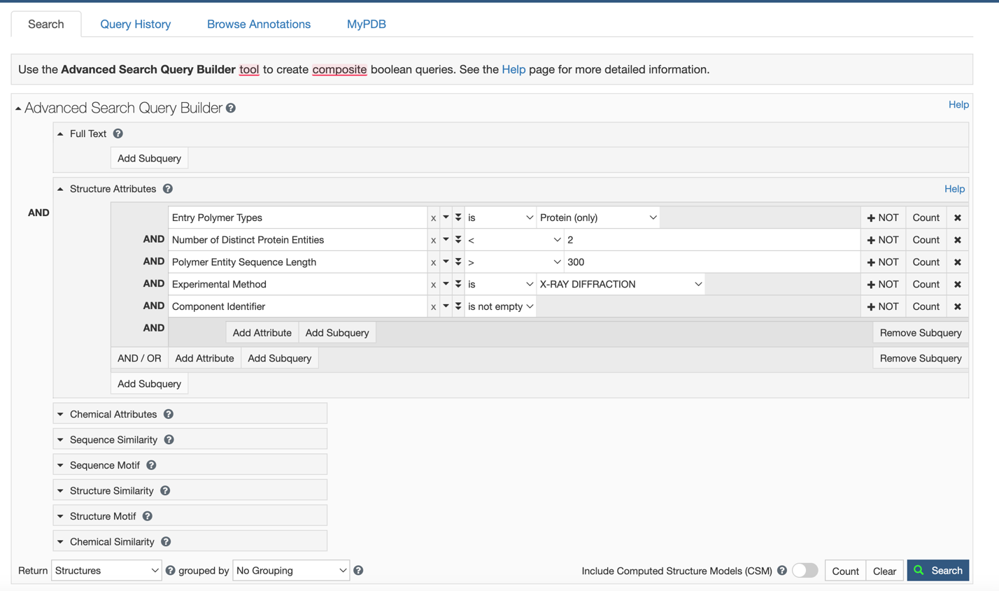 Search Query History Browse Annotations MyPDB
Use the Advanced Search Query Builder tool to create composite boolean queries. See the Help page for more detailed information.
Advanced Search Query Builder ? Help
Full Text ?
Add Subquery
Structure Attributes ? Help
AND
Entry Polymer Types x is Protein (only) + NOT Count ✖
AND Number of Distinct Protein Entities x < 2 + NOT Count ✖
AND Polymer Entity Sequence Length x > 300 + NOT Count ✖
AND Experimental Method x is X-RAY DIFFRACTION + NOT Count ✖
AND Component Identifier x is not empty + NOT Count ✖
AND Add Attribute Add Subquery Remove Subquery
AND / OR Add Attribute Add Subquery Remove Subquery
Add Subquery
Chemical Attributes ?
Sequence Similarity ?
Sequence Motif ?
Structure Similarity ?
Structure Motif ?
Chemical Similarity ?
Return Structures ? grouped by No Grouping ? Include Computed Structure Models (CSM) ? Count Clear Search